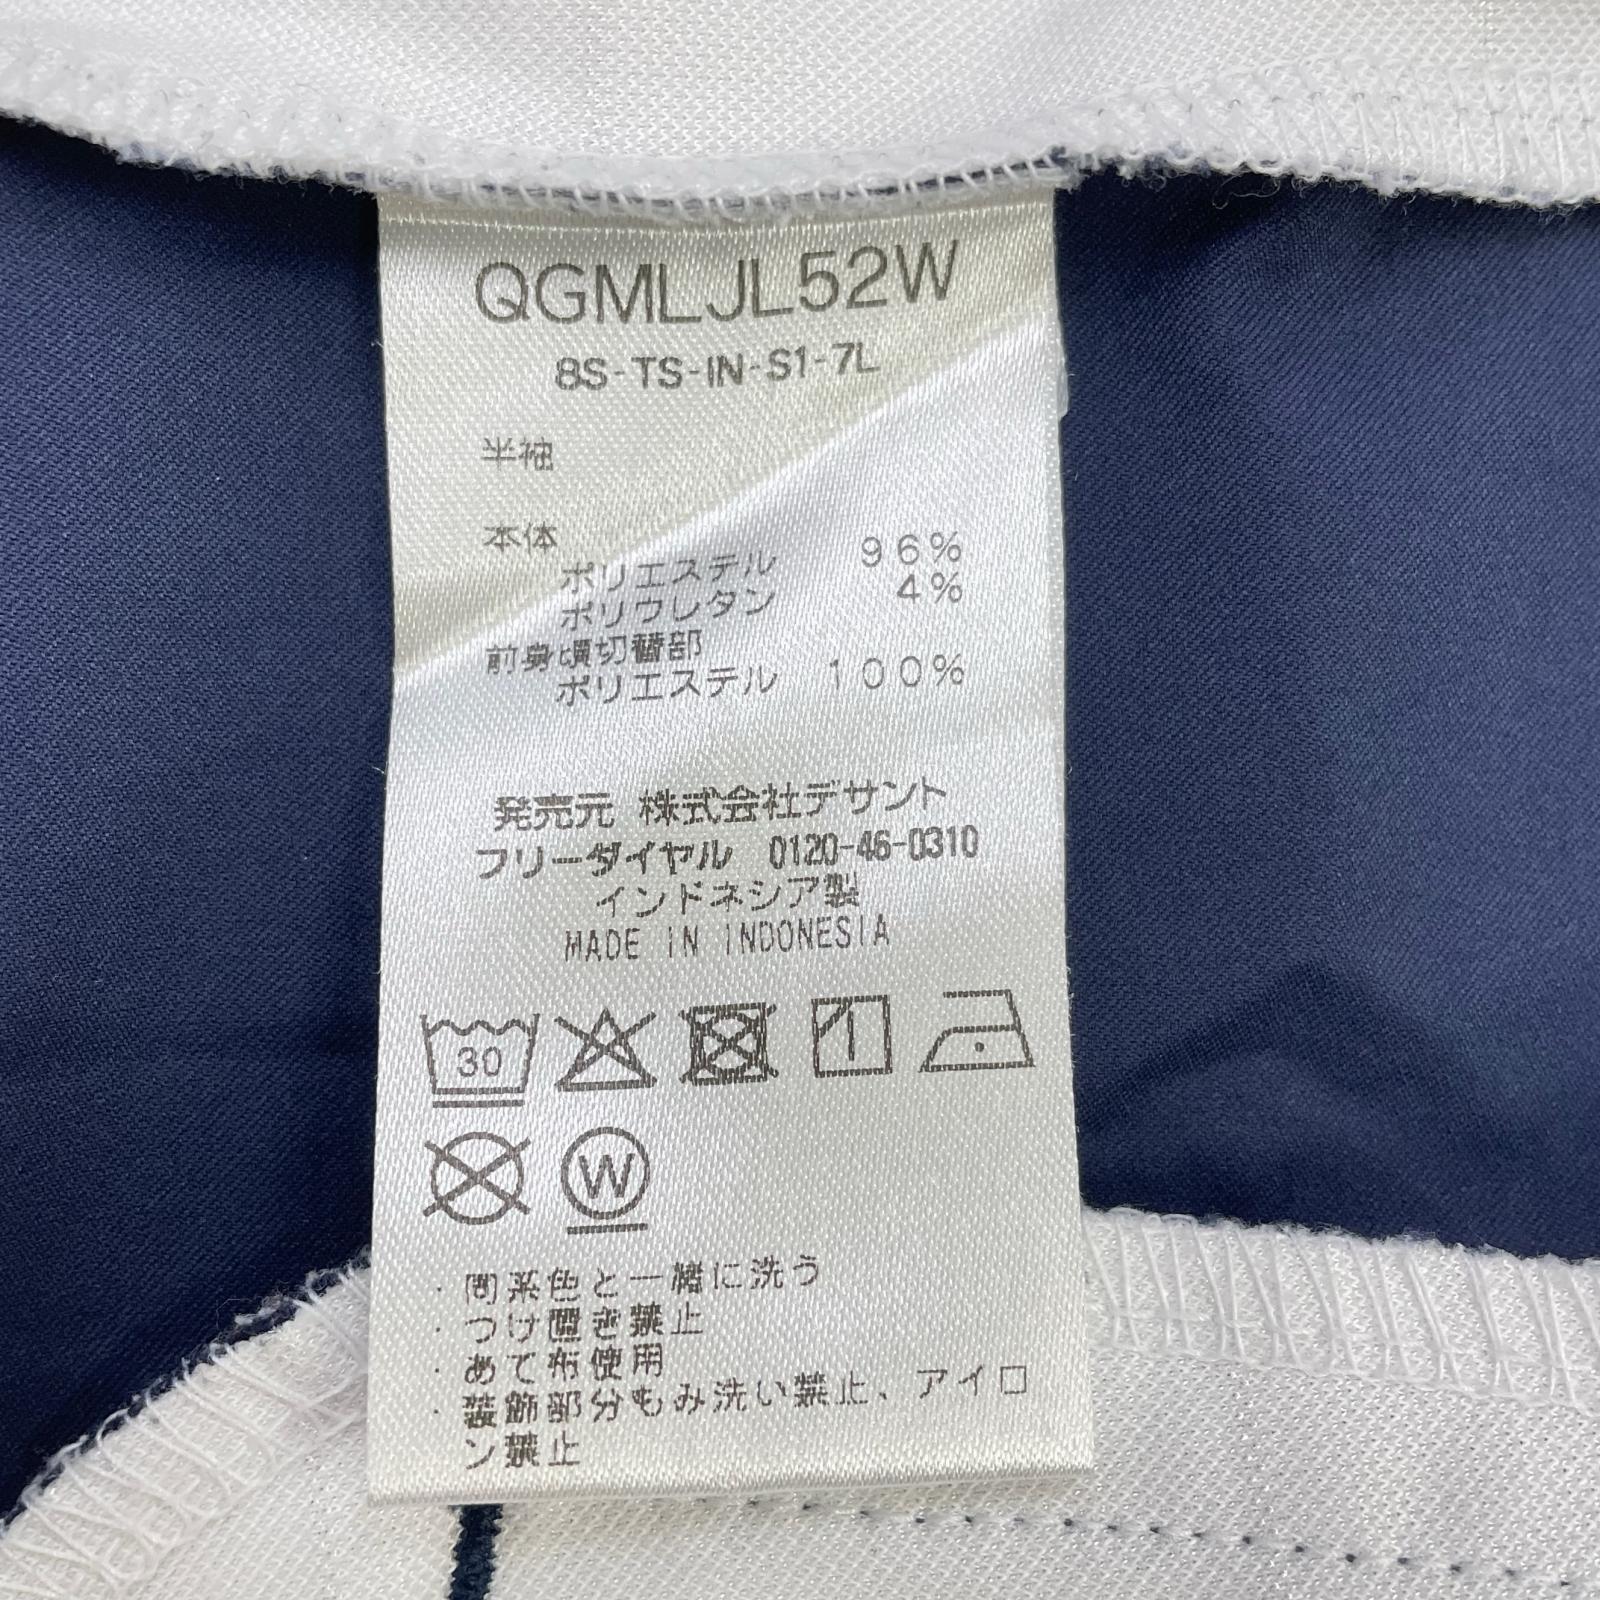 QGMLJL52W
8S-TS-IN-S1-7L
半袖
本体
ポリエステル 96%
ポリウレタン 4%
前身頃切替部
ポリエステル 100%
発売元 株式会社デサント
フリーダイヤル 0120-46-0310
インドネシア製
MADE IN INDONESIA
30
W
・同系色と一緒に洗う
・つけ置き禁止
・あて布使用
・装飾部分もみ洗い禁止、アイロ
ン禁止